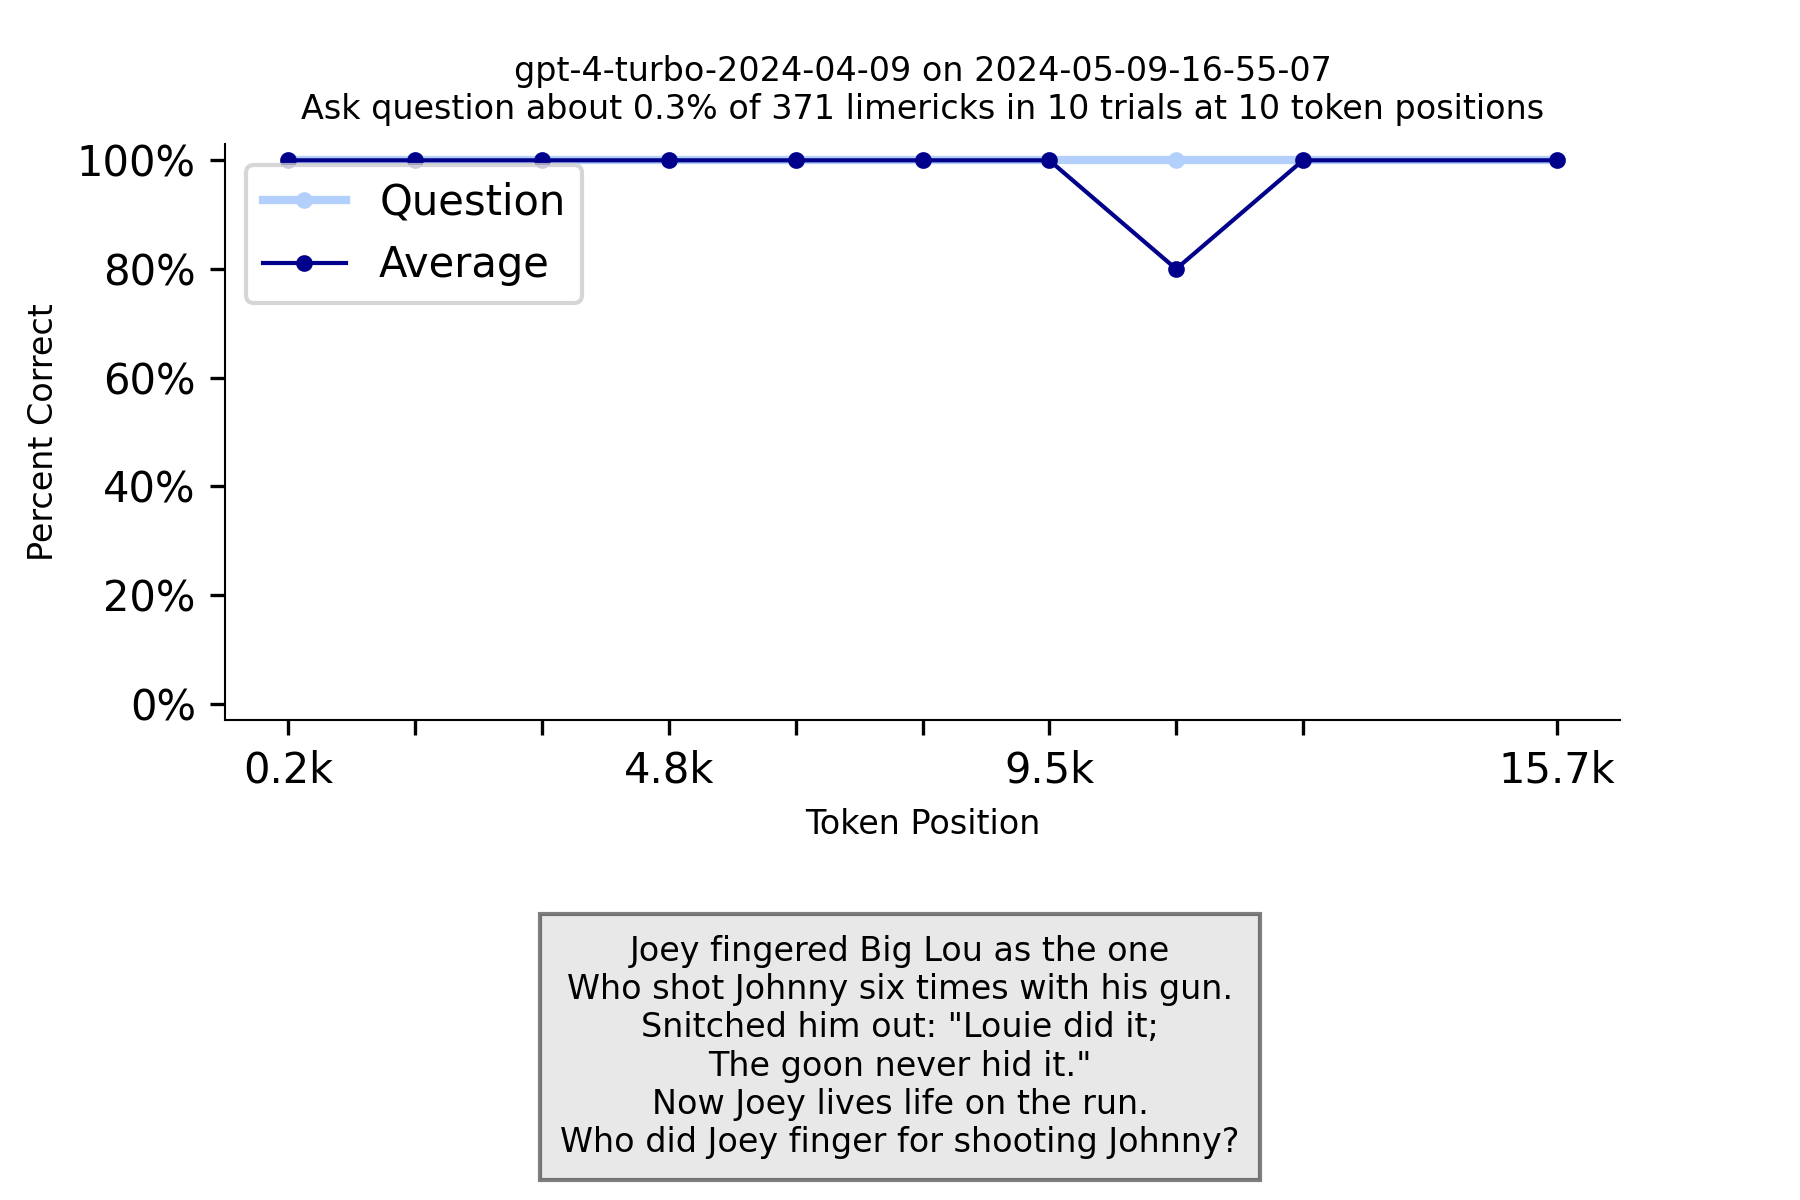 gpt-4-turbo-2024-04-09 on 2024-05-09-16-55-07
Ask question about 0.3% of 371 limericks in 10 trials at 10 token positions
100%
80%
60%
40%
20%
0%
Percent Correct
Question
Average
0.2k 4.8k 9.5k 15.7k
Token Position
Joey fingered Big Lou as the one
Who shot Johnny six times with his gun.
Snitched him out: "Louie did it;
The goon never hid it."
Now Joey lives life on the run.
Who did Joey finger for shooting Johnny?